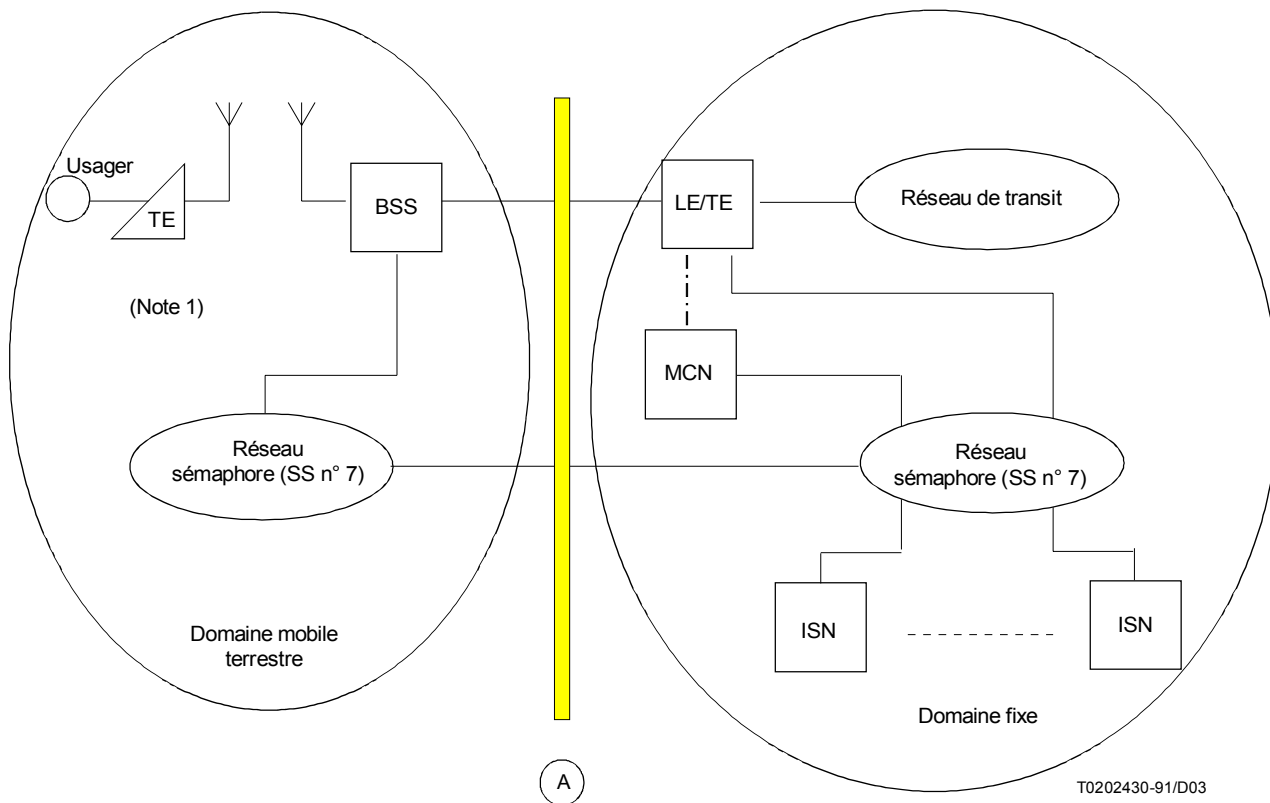 Usager
TE
BSS
LE/TE
Réseau de transit
(Note 1)
MCN
Réseau
sémaphore (SS n° 7)
Réseau
sémaphore (SS n° 7)
ISN
ISN
Domaine mobile
terrestre
Domaine fixe
A
T0202430-91/D03